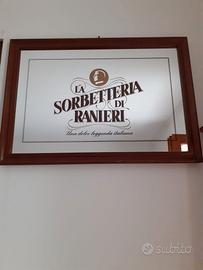 LA
SORBETTERIA
DI
RANIERI
Una dolce leggenda italiana
subito